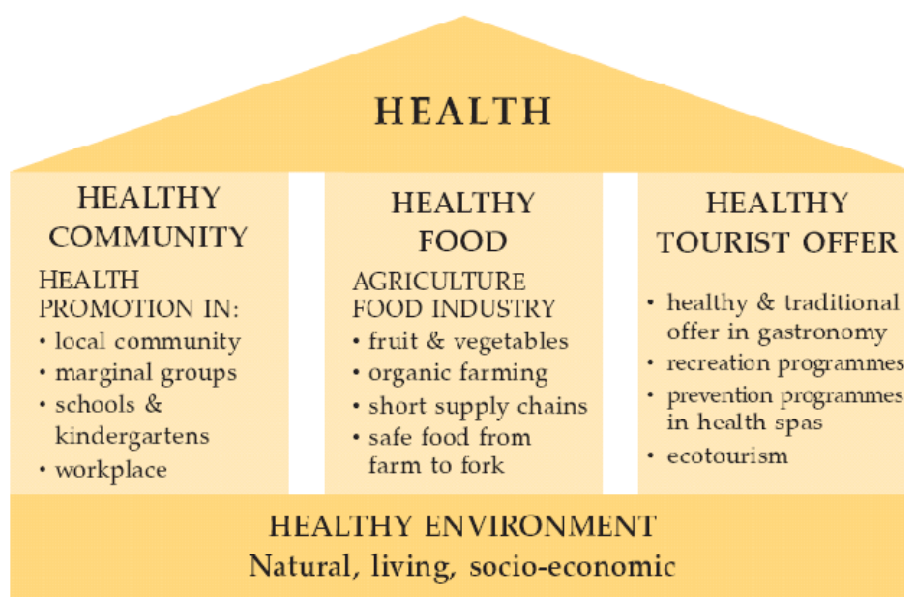 HEALTH
HEALTHY
COMMUNITY
HEALTH
PROMOTION IN:
• local community
• marginal groups
• schools &
kindergartens
• workplace
HEALTHY
FOOD
AGRICULTURE
FOOD INDUSTRY
• fruit & vegetables
• organic farming
• short supply chains
• safe food from
farm to fork
HEALTHY
TOURIST OFFER
• healthy & traditional
offer in gastronomy
• recreation programmes
• prevention programmes
in health spas
• ecotourism
HEALTHY ENVIRONMENT
Natural, living, socio-economic